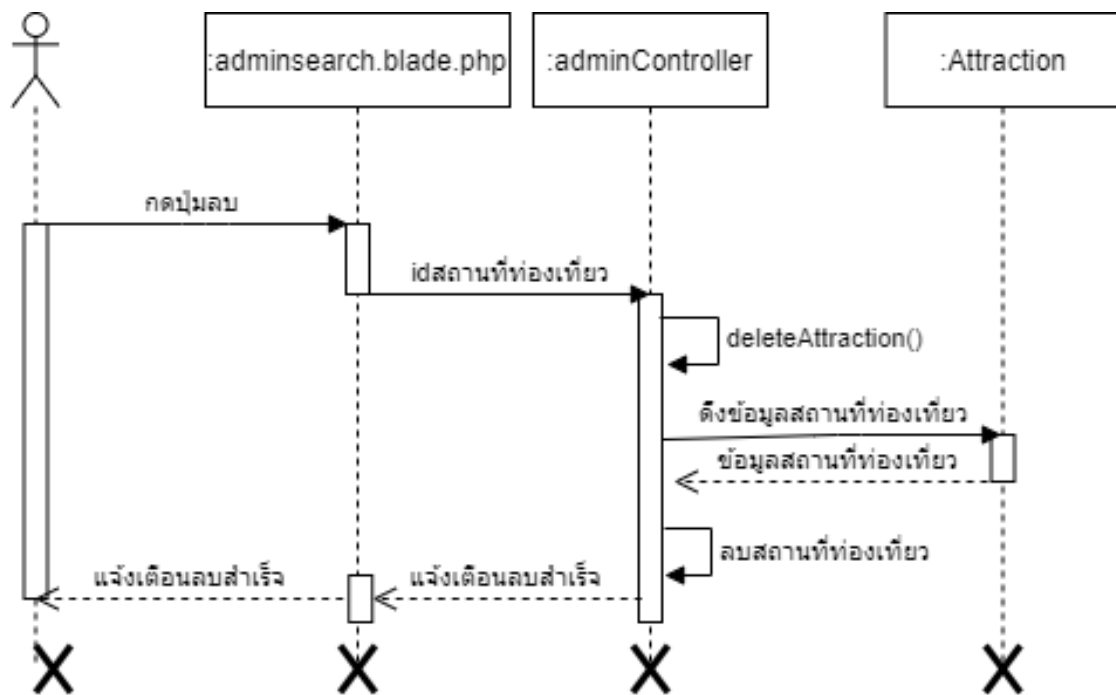 :adminsearch.blade.php
:adminController
:Attraction
กดปุ่มลบ
idสถานที่ท่องเที่ยว
deleteAttraction()
ดึงข้อมูลสถานที่ท่องเที่ยว
ข้อมูลสถานที่ท่องเที่ยว
ลบสถานที่ท่องเที่ยว
แจ้งเตือนลบสำเร็จ
แจ้งเตือนลบสำเร็จ